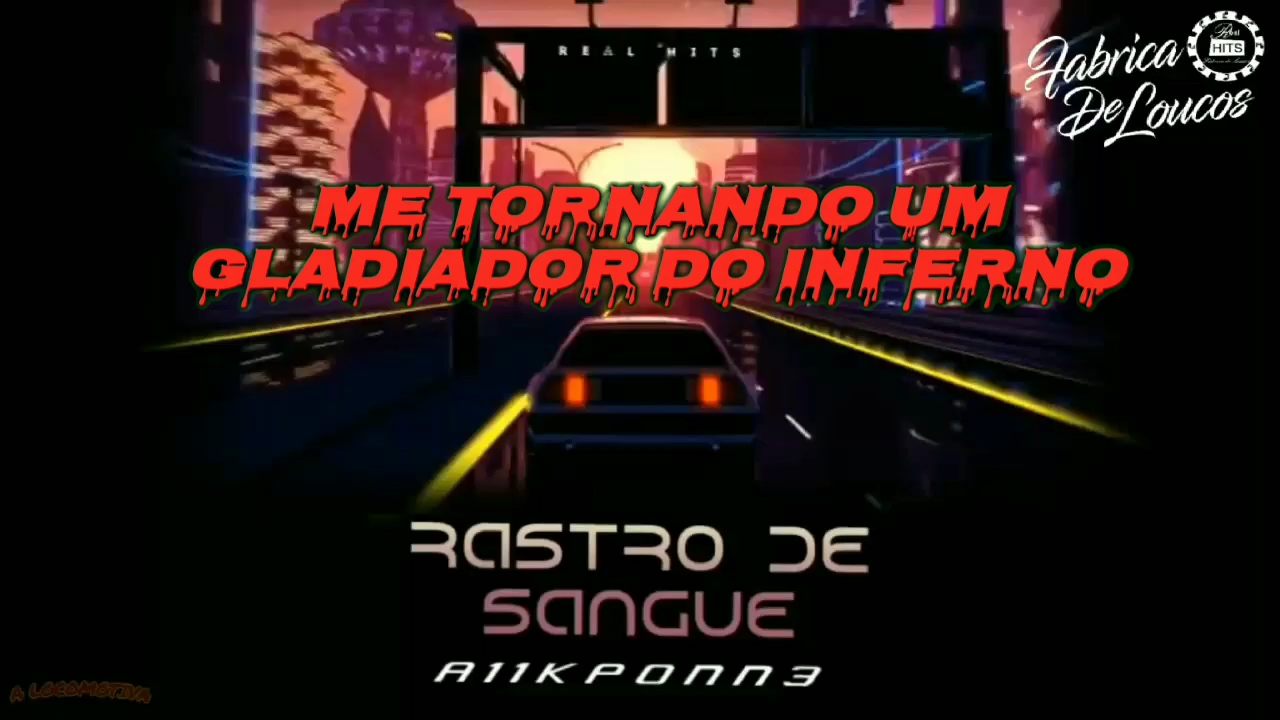 REAL HITS
Fabrica
De Loucos
HITS
ME TORNANDO UM
GLADIADOR DO INFERNO
RASTRO DE
SANGUE
A11KPONN3
A LOCOMOTIVA